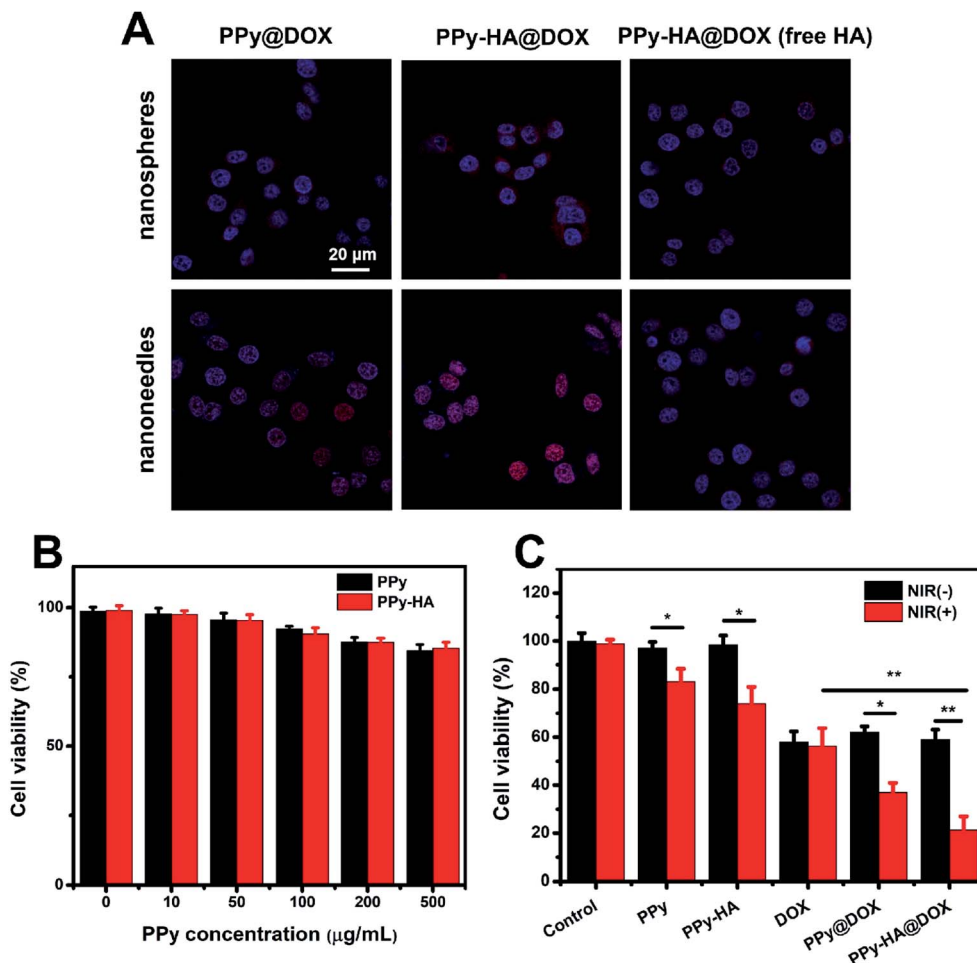 A
PPy@DOX PPy-HA@DOX PPy-HA@DOX (free HA)
nanospheres
20 µm
nanoneedles
B
PPy
PPy-HA
Cell viability (%)
100
50
0
0 10 50 100 200 500
PPy concentration (µg/mL)
C
NIR(-)
NIR(+)
Cell viability (%)
120
100
80
60
40
20
0
* * ** * **
Control PPy PPy-HA DOX PPy@DOX PPy-HA@DOX